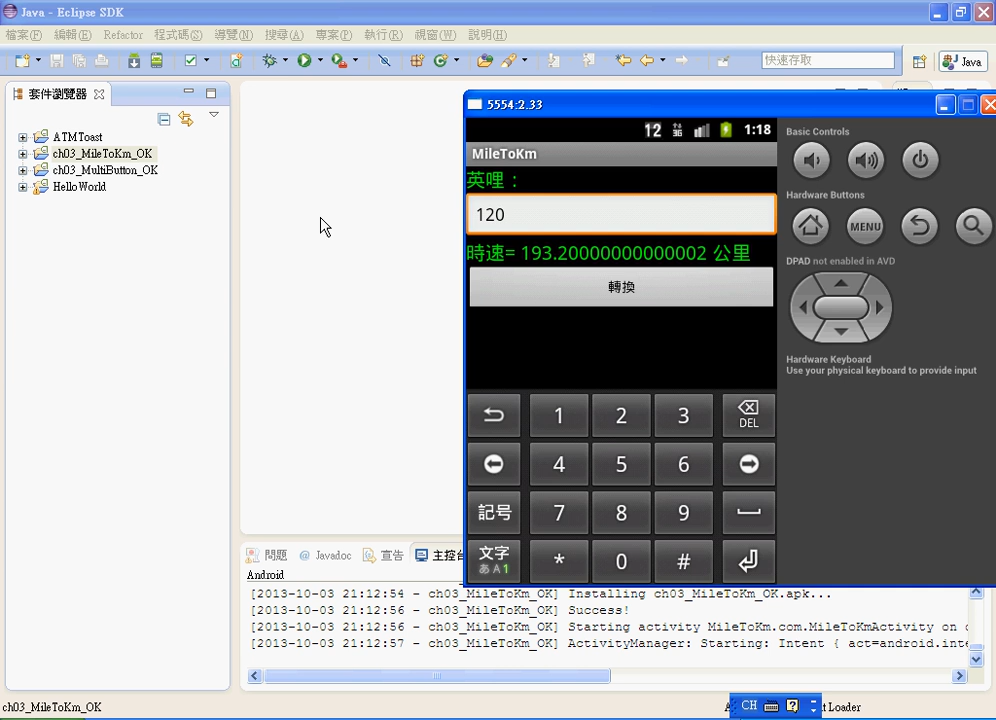 Java - Eclipse SDK
檔案(F) 編輯(E) Refactor 程式碼(S) 導覽(N) 搜尋(A) 專案(P) 執行(R) 視窗(W) 說明(H)
快速存取
Java
套件瀏覽器
ATMToast
ch03_MileToKm_OK
ch03_MultiButton_OK
HelloWorld
5554:2.33
12
3G
1:18
MileToKm
英哩：
120
時速= 193.20000000000002 公里
轉換
1 2 3 DEL
4 5 6
記号 7 8 9
文字 * 0 #
あA1
Basic Controls
Hardware Buttons
MENU
DPAD not enabled in AVD
Hardware Keyboard
Use your physical keyboard to provide input
問題 @ Javadoc 宣告 主控台
Android
[2013-10-03 21:12:54 - ch03_MileToKm_OK] Installing ch03_MileToKm_OK.apk...
[2013-10-03 21:12:56 - ch03_MileToKm_OK] Success!
[2013-10-03 21:12:56 - ch03_MileToKm_OK] Starting activity MileToKm.com.MileToKmActivity on
[2013-10-03 21:12:57 - ch03_MileToKm_OK] ActivityManager: Starting: Intent { act=android.inte
ch03_MileToKm_OK
CH
t Loader